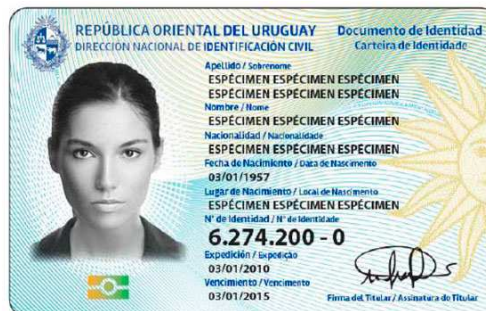 REPÚBLICA ORIENTAL DEL URUGUAY
DIRECCIÓN NACIONAL DE IDENTIFICACIÓN CIVIL
Documento de Identidad
Carteira de Identidade
Apellido / Sobrenome
ESPÉCIMEN ESPÉCIMEN ESPÉCIMEN
ESPÉCIMEN ESPÉCIMEN ESPÉCIMEN
Nombre / Nome
ESPÉCIMEN ESPÉCIMEN ESPÉCIMEN
Nacionalidad / Nacionalidade
ESPÉCIMEN ESPÉCIMEN ESPÉCIMEN
Fecha de Nacimiento / Data de Nascimento
03/01/1957
Lugar de Nacimiento / Local de Nascimento
ESPÉCIMEN ESPÉCIMEN ESPÉCIMEN
N° de Identidad / N° de Identidade
6.274.200 - 0
Expedición / Expedição
03/01/2010
Vencimiento / Vencimento
03/01/2015
Firma del Titular / Assinatura do Titular